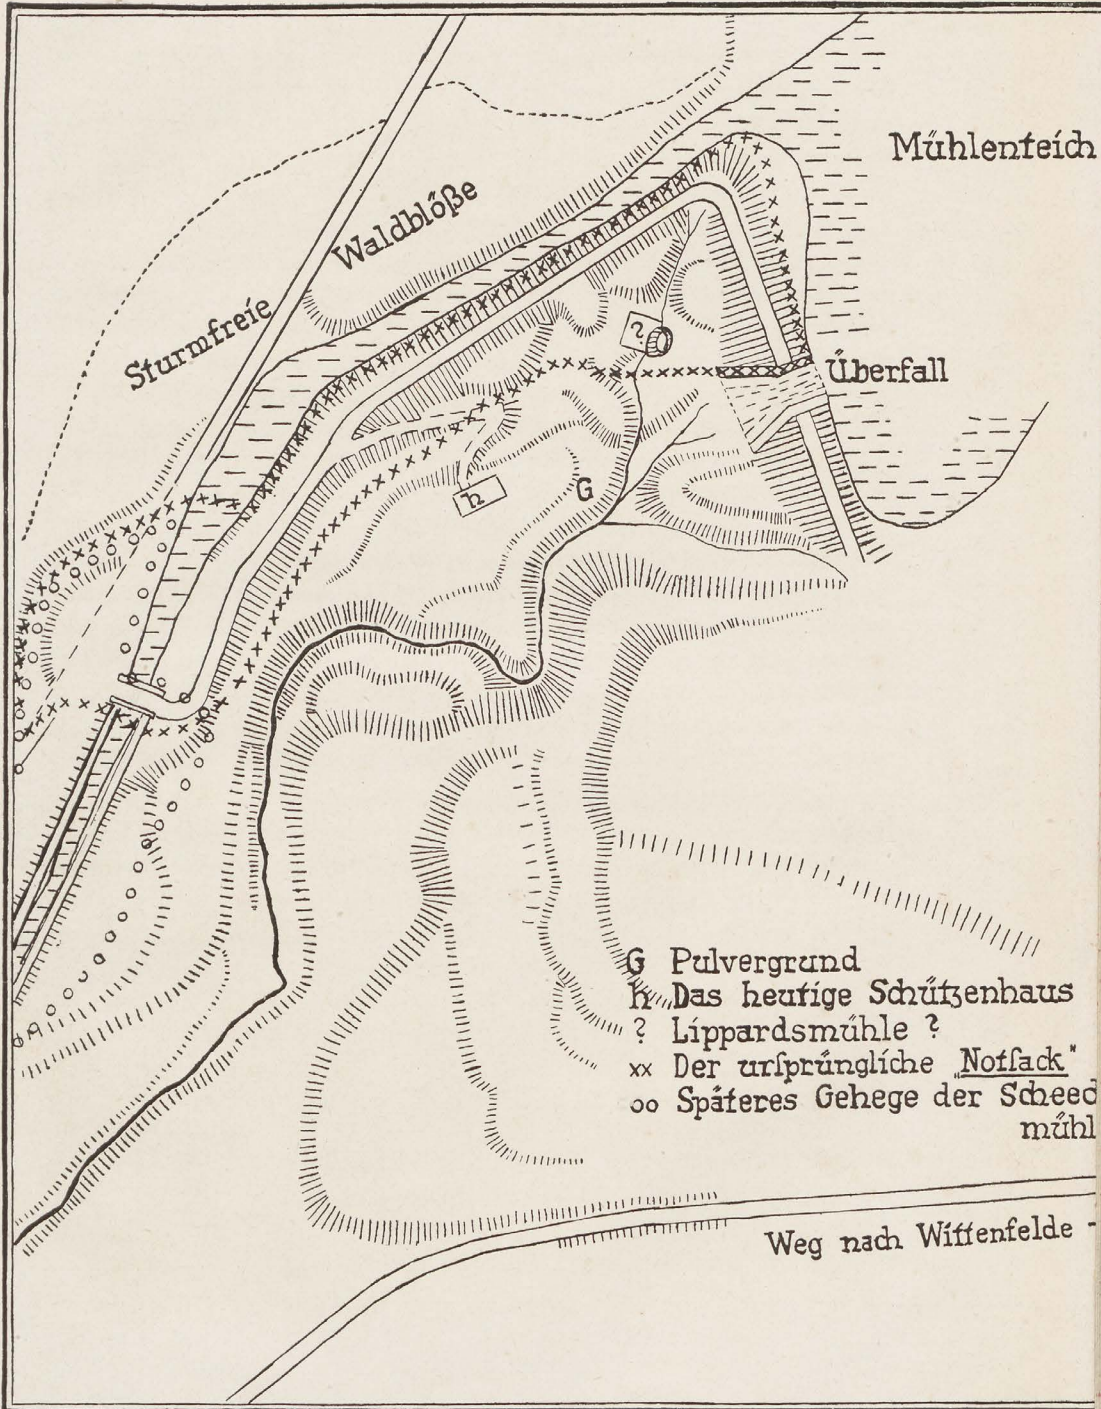 Mühlenteich
Waldblöße
Sturmfreie
?
Überfall
h
G
G Pulvergrund
h Das heutige Schützenhaus
? Lippardsmühle ?
xx Der ursprüngliche „Notsack“
oo Späteres Gehege der Scheed
mühl
Weg nach Wittenfelde -